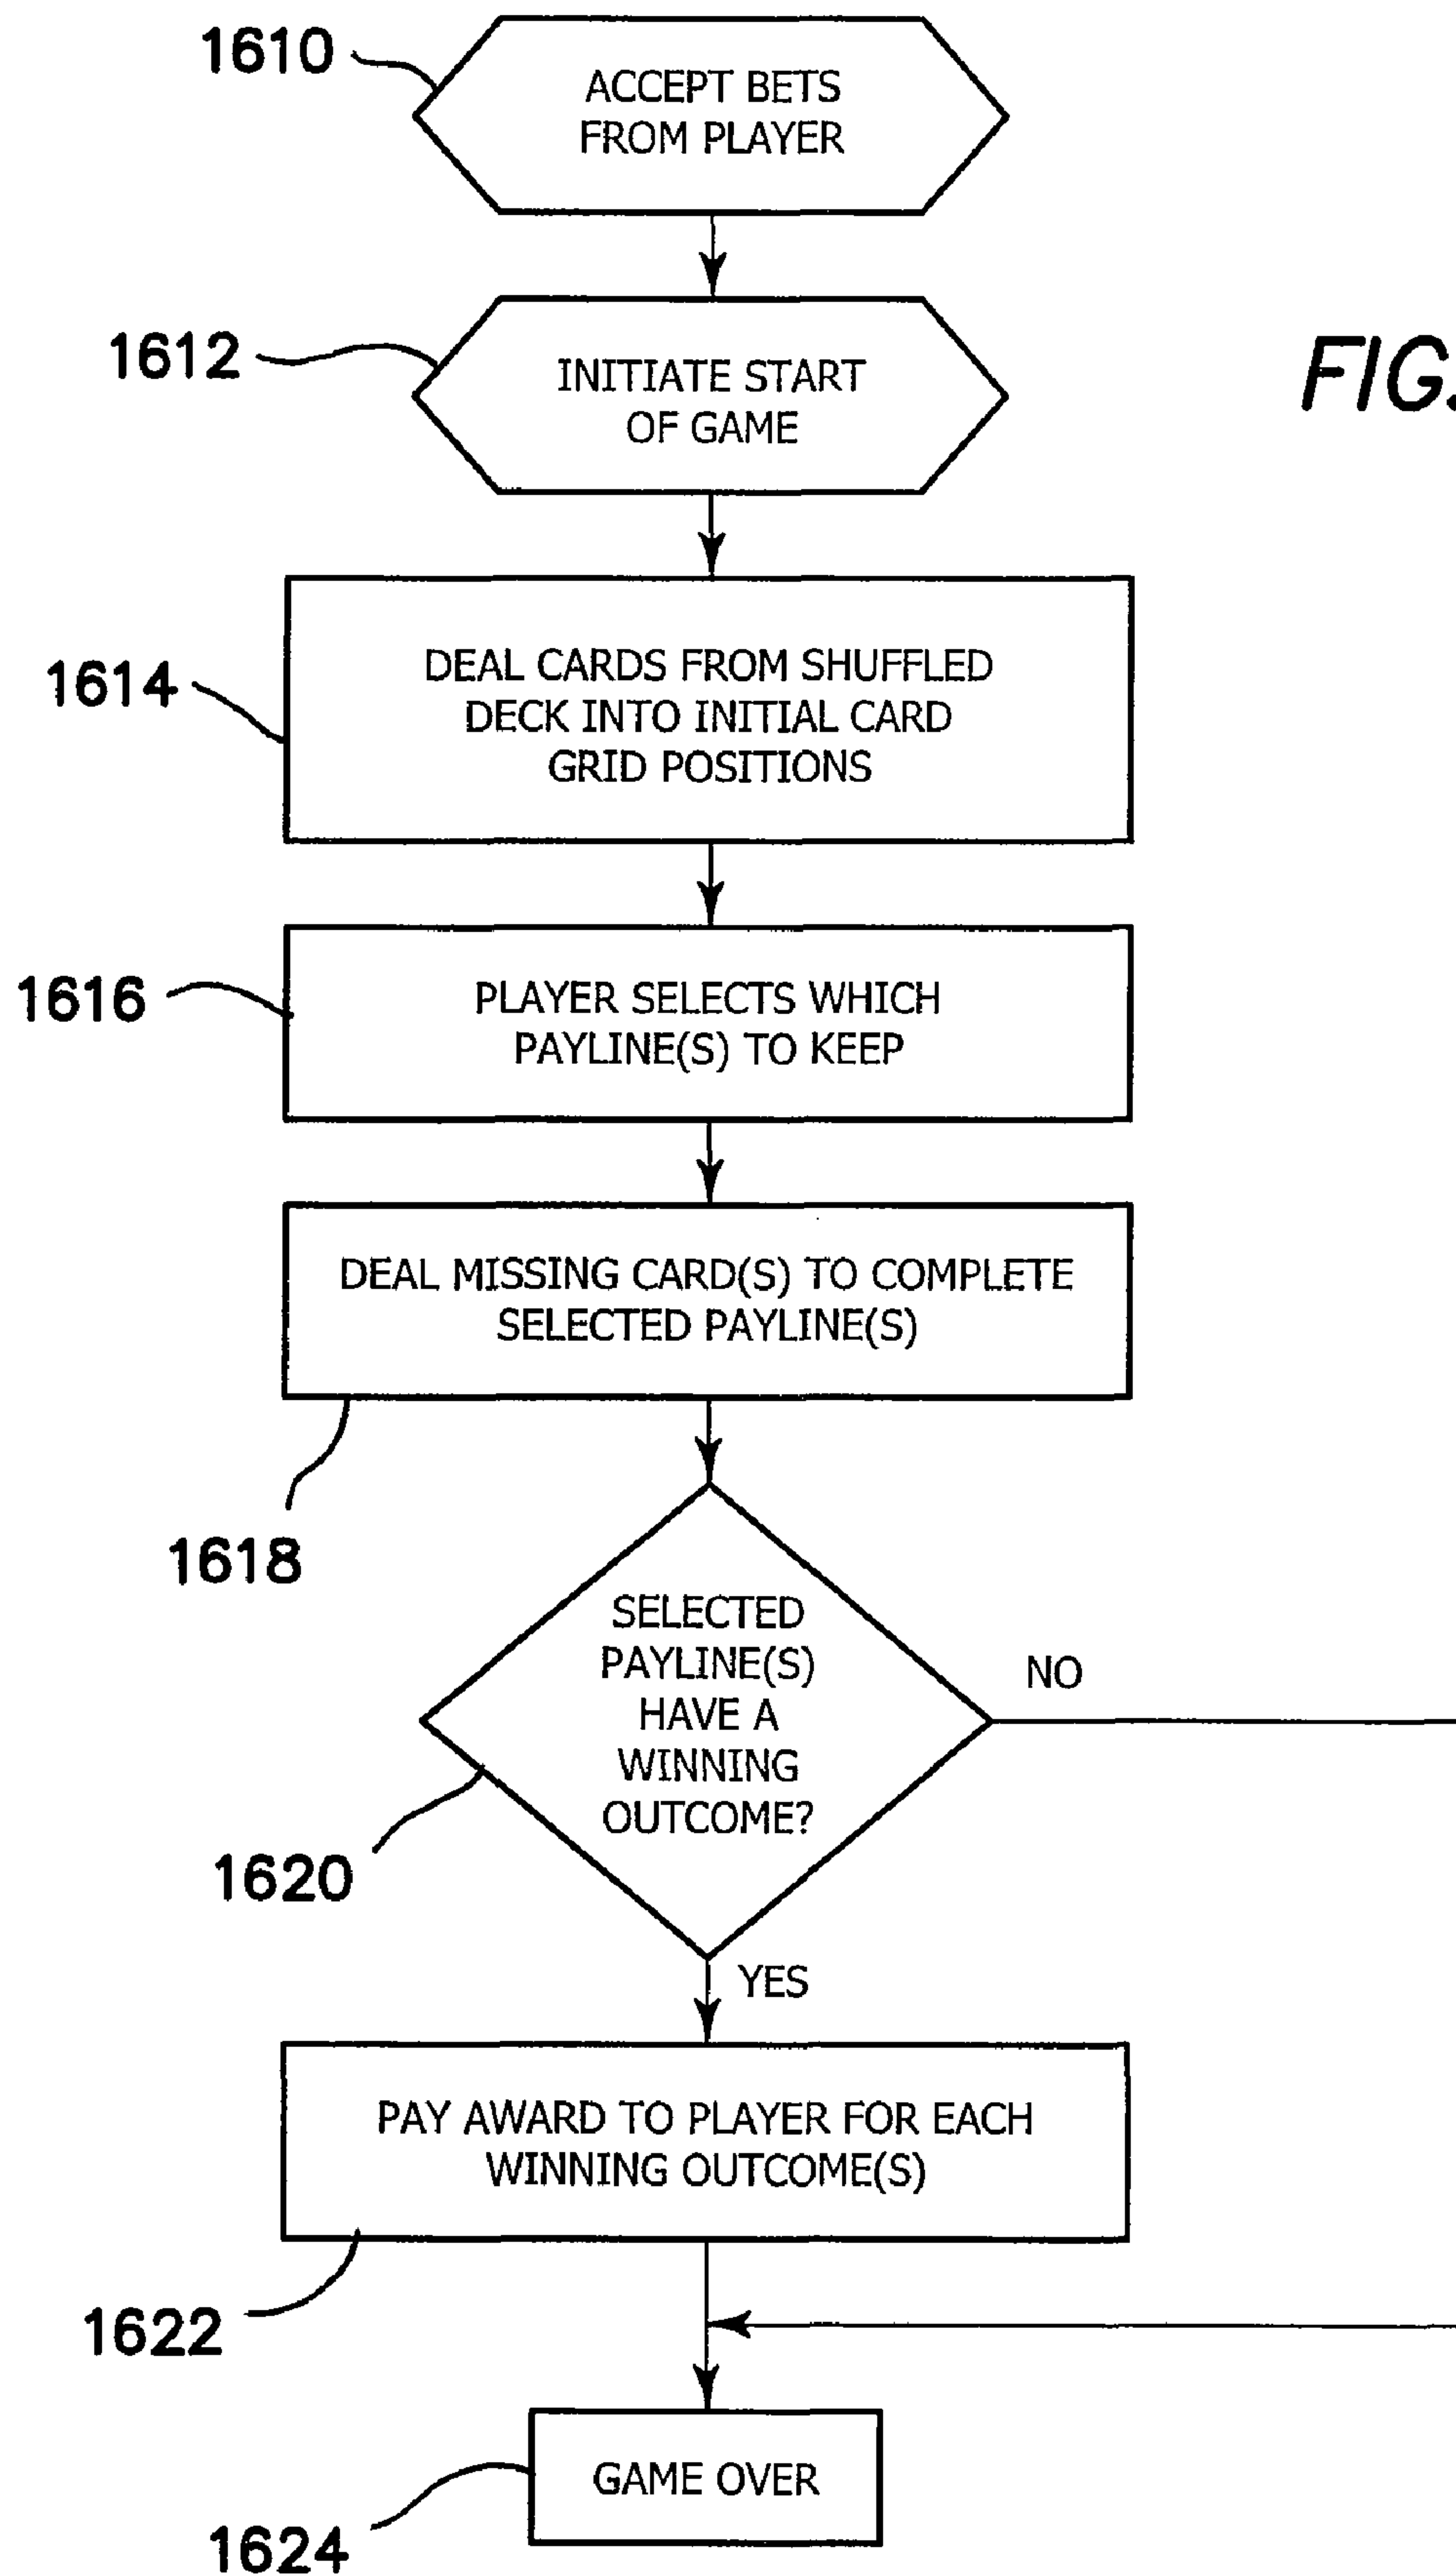 1610
ACCEPT BETS
FROM PLAYER
1612
INITIATE START
OF GAME
FIG.
1614
DEAL CARDS FROM SHUFFLED
DECK INTO INITIAL CARD
GRID POSITIONS
1616
PLAYER SELECTS WHICH
PAYLINE(S) TO KEEP
DEAL MISSING CARD(S) TO COMPLETE
SELECTED PAYLINE(S)
1618
SELECTED
PAYLINE(S)
HAVE A
WINNING
OUTCOME?
NO
1620
YES
PAY AWARD TO PLAYER FOR EACH
WINNING OUTCOME(S)
1622
GAME OVER
1624